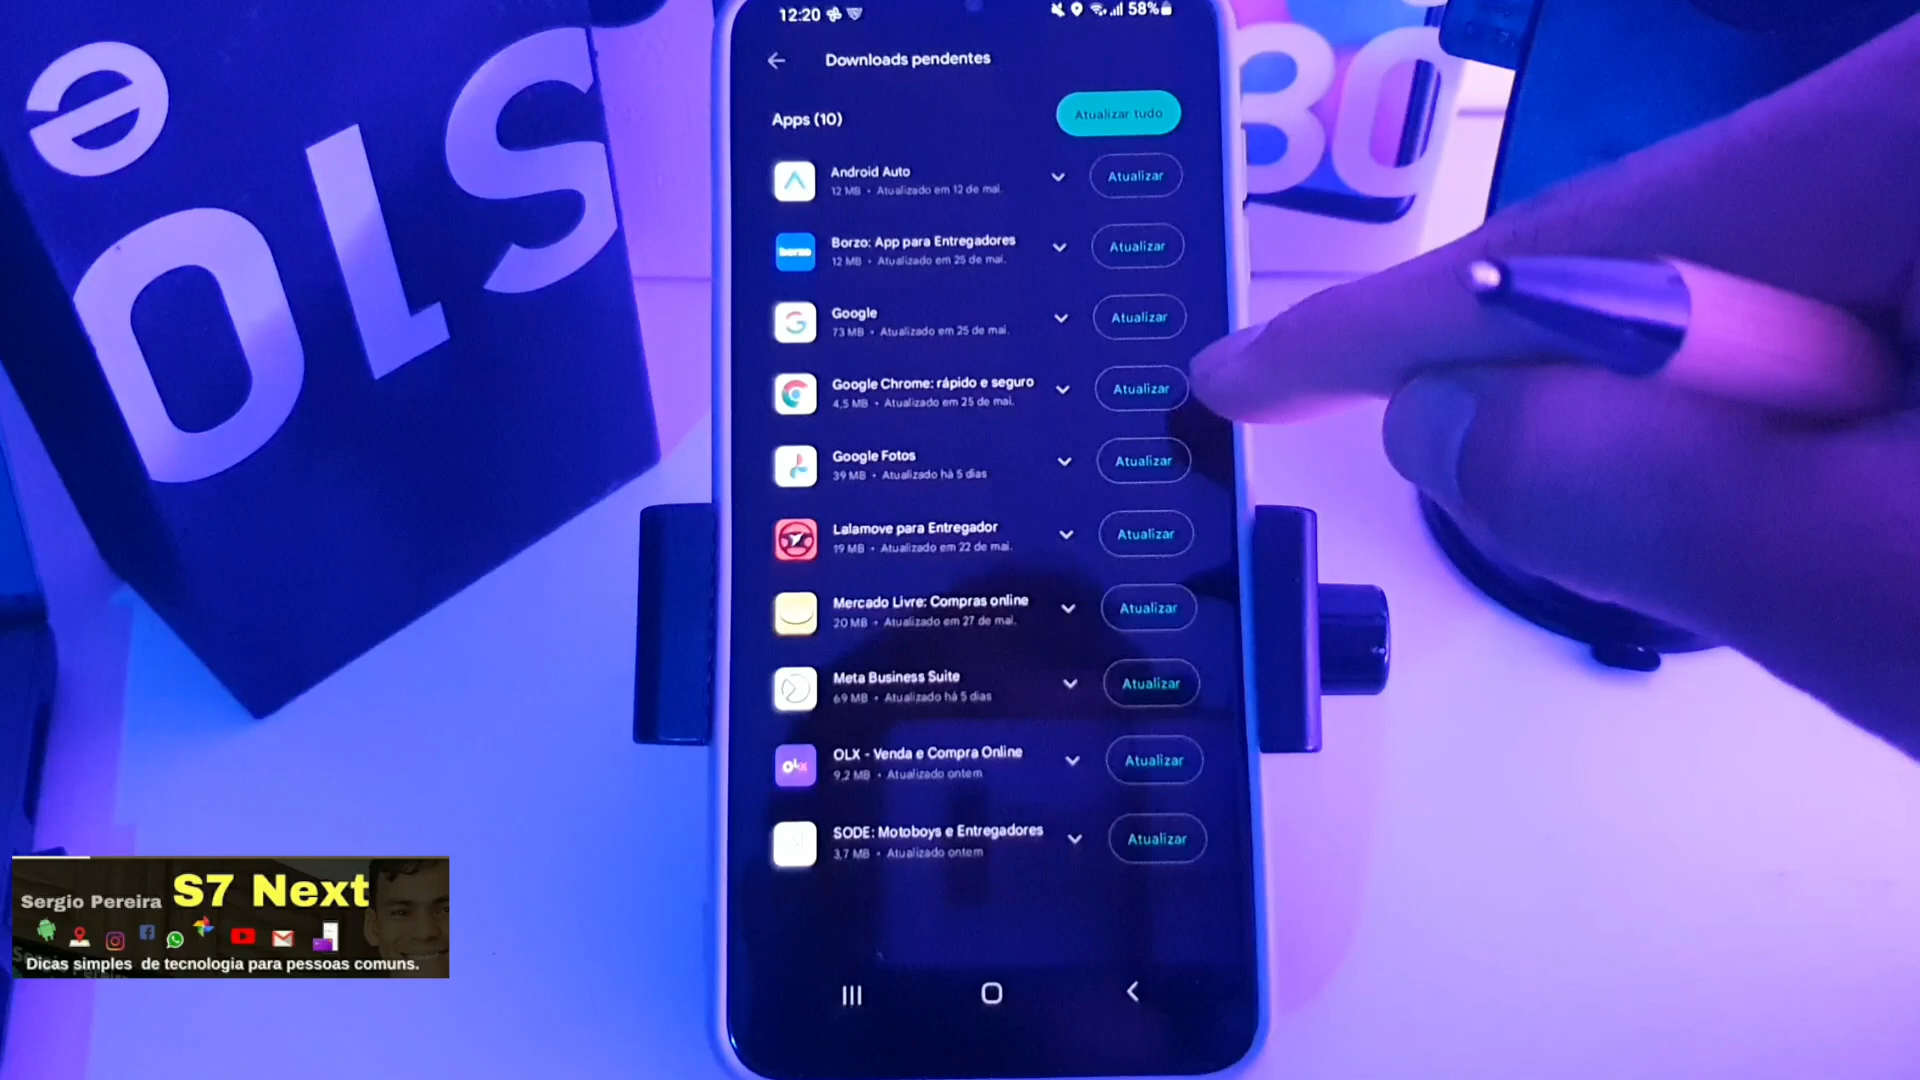 12:20
58%
Downloads pendentes
Apps (10)
Atualizar tudo
Android Auto
12 MB • Atualizado em 12 de mai.
Atualizar
Borzo: App para Entregadores
12 MB • Atualizado em 25 de mai.
Atualizar
borzo
Google
73 MB • Atualizado em 25 de mai.
Atualizar
Google Chrome: rápido e seguro
4,5 MB • Atualizado em 25 de mai.
Atualizar
Google Fotos
39 MB • Atualizado há 5 dias
Atualizar
Lalamove para Entregador
19 MB • Atualizado em 22 de mai.
Atualizar
Mercado Livre: Compras online
20 MB • Atualizado em 27 de mai.
Atualizar
Meta Business Suite
69 MB • Atualizado há 5 dias
Atualizar
OLX - Venda e Compra Online
9,2 MB • Atualizado ontem
Atualizar
OLX
SODE: Motoboys e Entregadores
3,7 MB • Atualizado ontem
Atualizar
S10
e
80
Sergio Pereira S7 Next
Dicas simples de tecnologia para pessoas comuns.